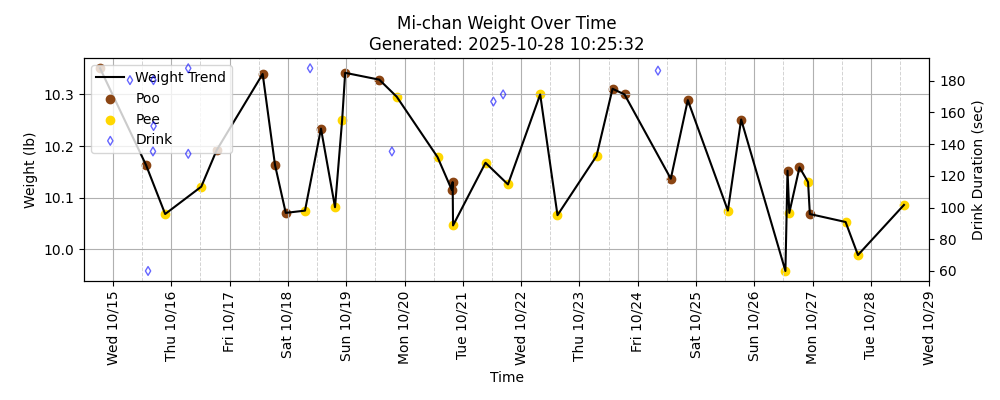 Mi-chan Weight Over Time
Generated: 2025-10-28 10:25:32
Weight Trend
Poo
Pee
Drink
Weight (lb)
10.3
10.2
10.1
10.0
Drink Duration (sec)
180
160
140
120
100
80
60
Wed 10/15
Thu 10/16
Fri 10/17
Sat 10/18
Sun 10/19
Mon 10/20
Tue 10/21
Wed 10/22
Thu 10/23
Fri 10/24
Sat 10/25
Sun 10/26
Mon 10/27
Tue 10/28
Wed 10/29
Time